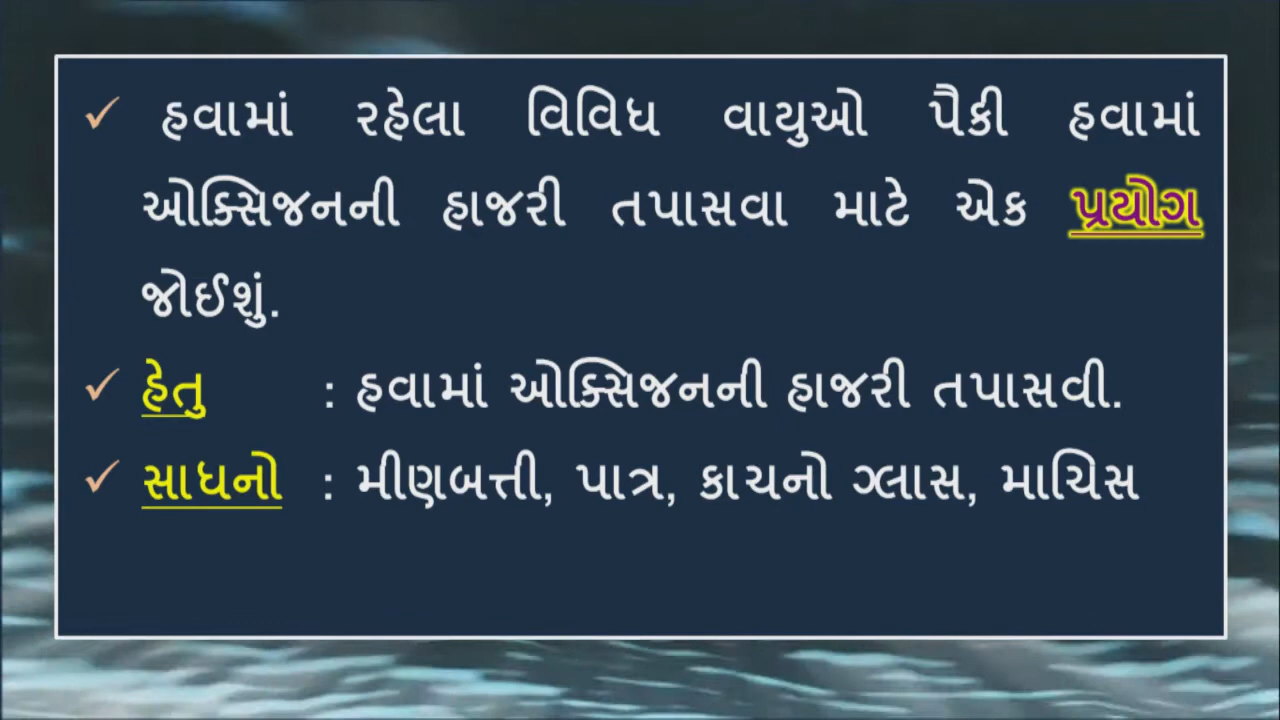 ✓ હવામાં રહેલા વિવિધ વાયુઓ પૈકી હવામાં
ઓક્સિજનની હાજરી તપાસવા માટે એક પ્રયોગ
જોઈશું.
✓ હેતુ : હવામાં ઓક્સિજનની હાજરી તપાસવી.
✓ સાધનો : મીણબત્તી, પાત્ર, કાચનો ગ્લાસ, માચિસ